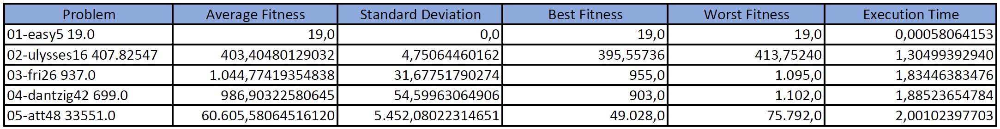 Problem Average Fitness Standard Deviation Best Fitness Worst Fitness Execution Time
01-easy5 19.0 19,0 0,0 19,0 19,0 0,00058064153
02-ulysses16 407.82547 403,40480129032 4,75064460162 395,55736 413,75240 1,30499392940
03-fri26 937.0 1.044,77419354838 31,67751790274 955,0 1.095,0 1,83446383476
04-dantzig42 699.0 986,90322580645 54,59963064906 903,0 1.102,0 1,88523654784
05-att48 33551.0 60.605,58064516120 5.452,08022314651 49.028,0 75.792,0 2,00102397703